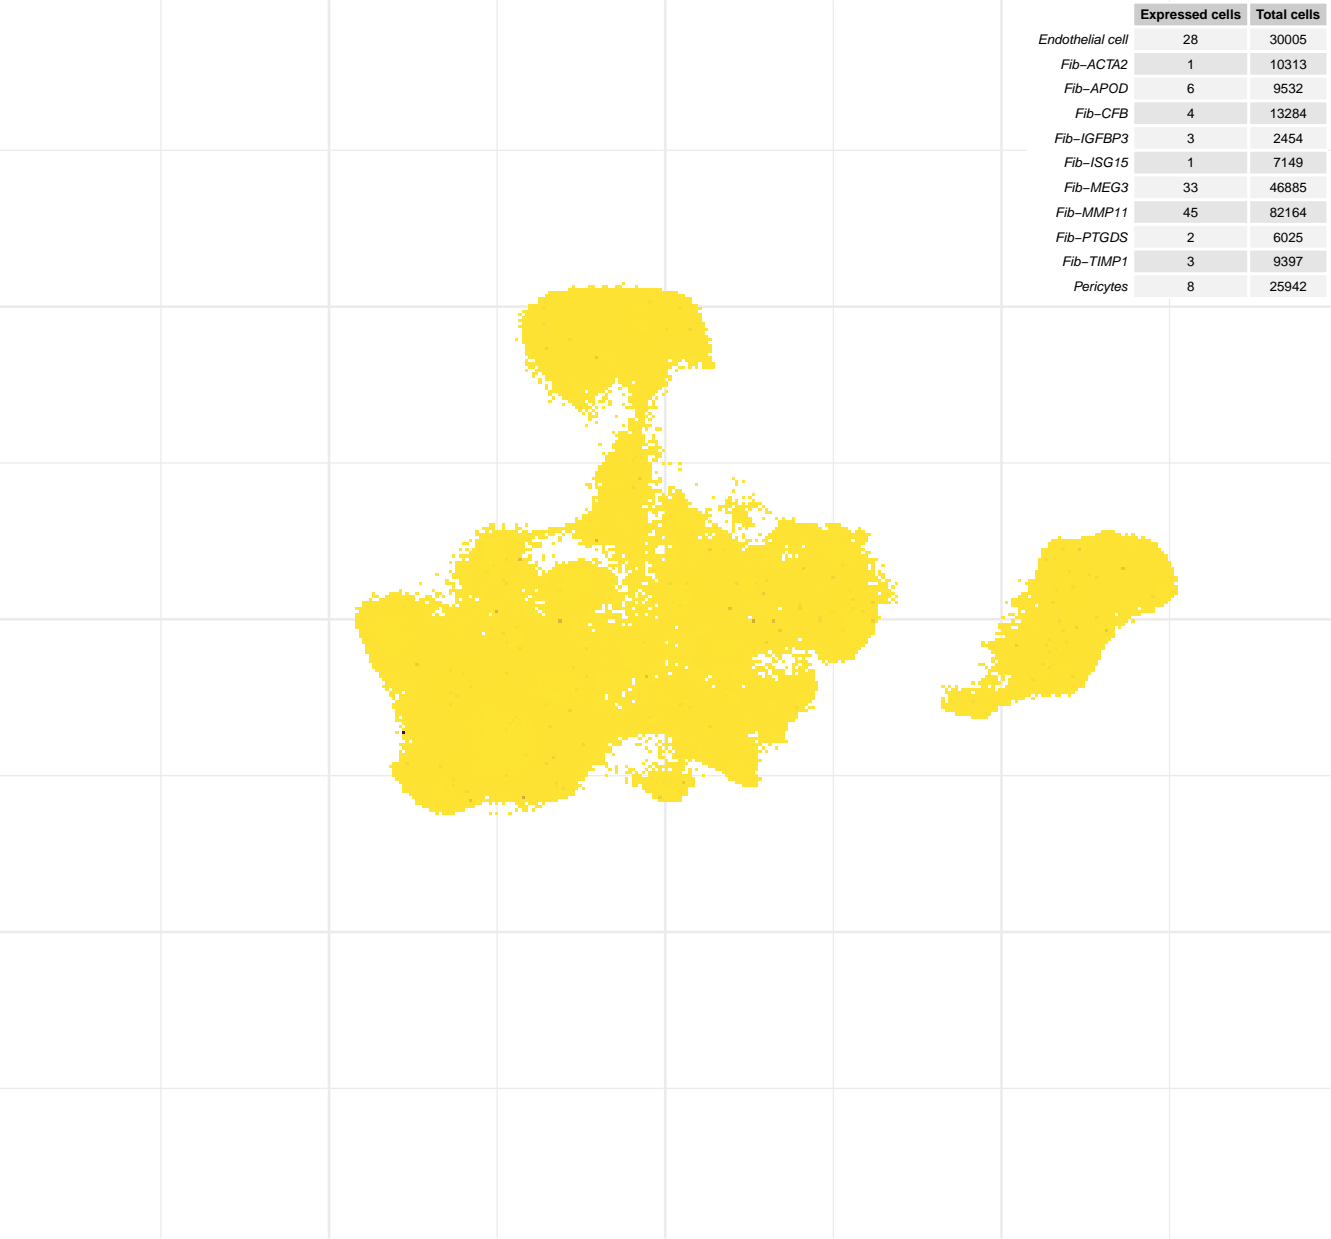 Expressed cells Total cells
Endothelial cell 28 30005
Fib−ACTA2 1 10313
Fib−APOD 6 9532
Fib−CFB 4 13284
Fib−IGFBP3 3 2454
Fib−ISG15 1 7149
Fib−MEG3 33 46885
Fib−MMP11 45 82164
Fib−PTGDS 2 6025
Fib−TIMP1 3 9397
Pericytes 8 25942